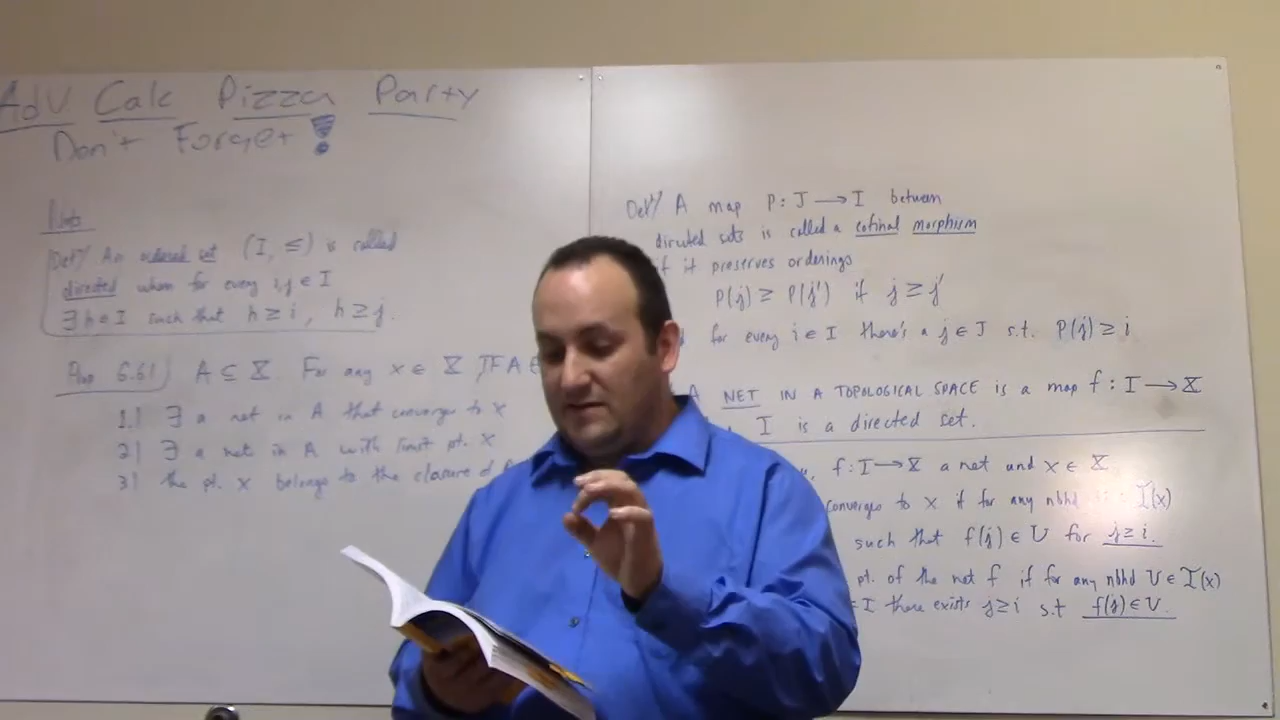 Adv Calc Pizza Party
Don't Forget!
Nets
Def'/ An ordered set (I, ≤) is called
directed when for every i,j ∈ I
∃ h ∈ I such that h ≥ i, h ≥ j.
Prop 6.61 A ⊆ X. For any x ∈ X, TFAE
1.) ∃ a net in A that converges to x
2) ∃ a net in A with limit pt. x
3) the pt. x belongs to the closure of
Def'/ A map P: J → I between
directed sets is called a cofinal morphism
if it preserves orderings
P(j) ≥ P(j') if j ≥ j'
for every i ∈ I there's a j ∈ J s.t. P(j) ≥ i
A NET IN A TOPOLOGICAL SPACE is a map f: I → X
I is a directed set.
f: I → X a net and x ∈ X
converges to x if for any nbhd
such that f(j) ∈ U for j ≥ i.
pt. of the net f if for any nbhd U ∈ I(x)
I there exists j ≥ i s.t f(j) ∈ U.